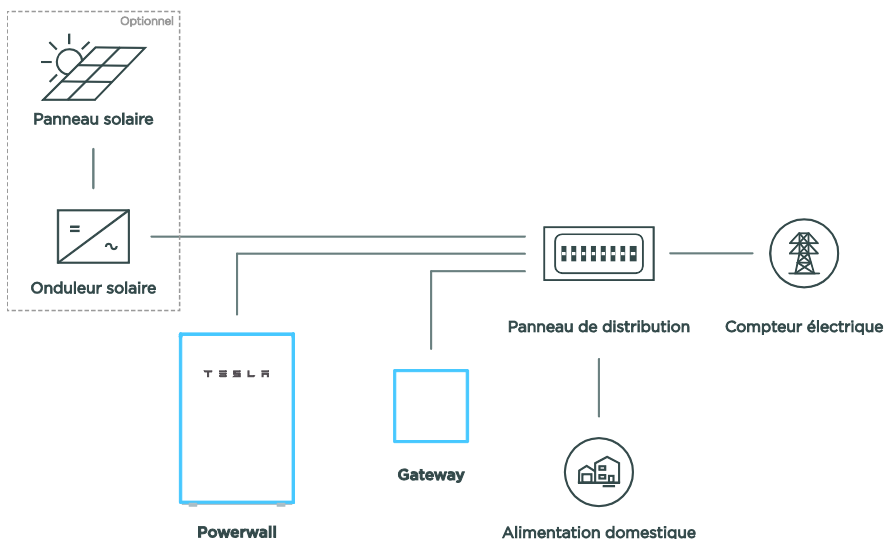 Optionnel
Panneau solaire
Onduleur solaire
TESLA
Panneau de distribution
Compteur électrique
Gateway
Powerwall
Alimentation domestique